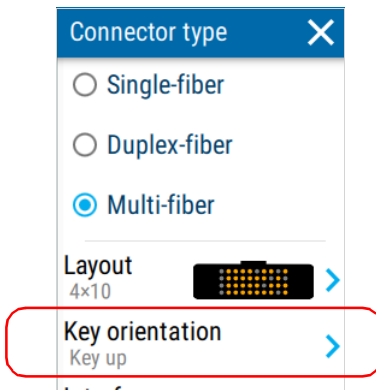 Connector type
Single-fiber
Duplex-fiber
Multi-fiber
Layout
4×10
Key orientation
Key up